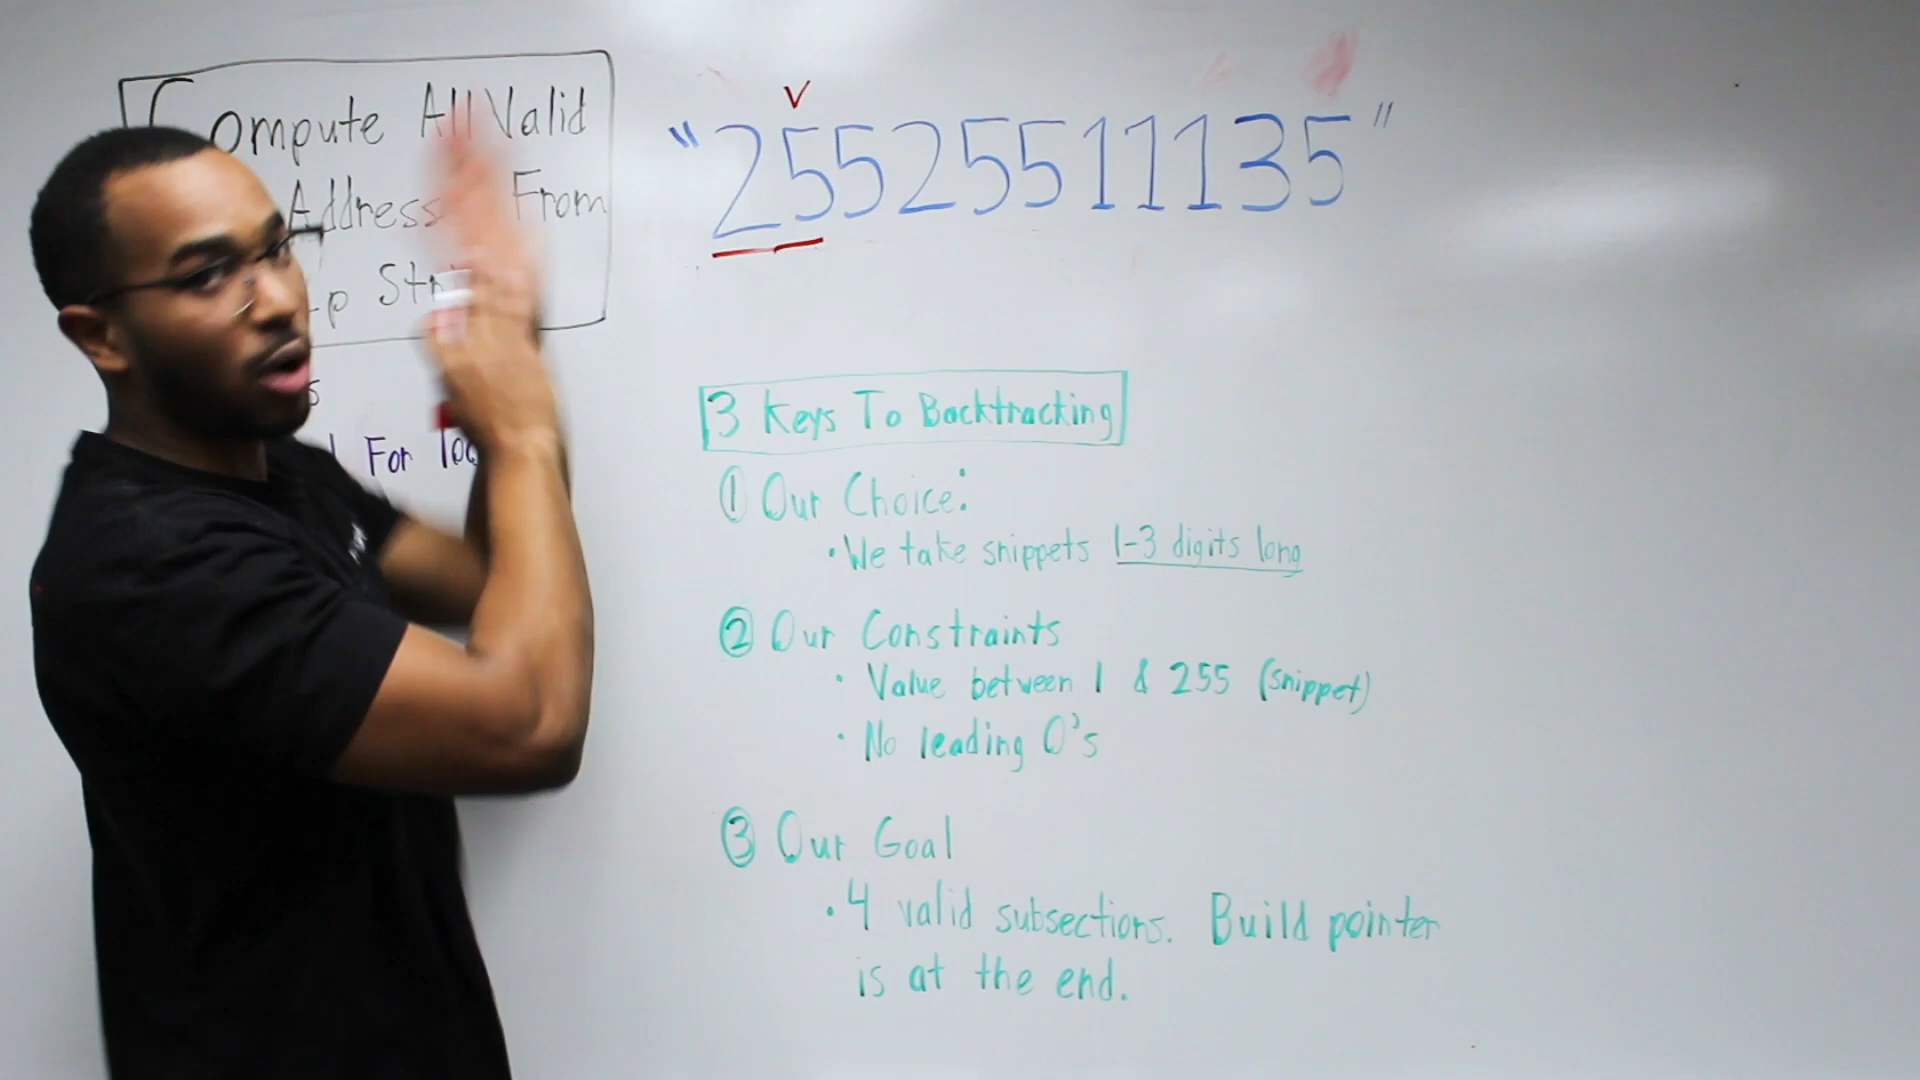 Compute All Valid
Address From
"25525511135"
V
3 Keys To Backtracking
① Our Choice:
• We take snippets 1-3 digits long
② Our Constraints
• Value between 1 & 255 (snippet)
• No leading 0's
③ Our Goal
• 4 valid subsections. Build pointer
is at the end.
For